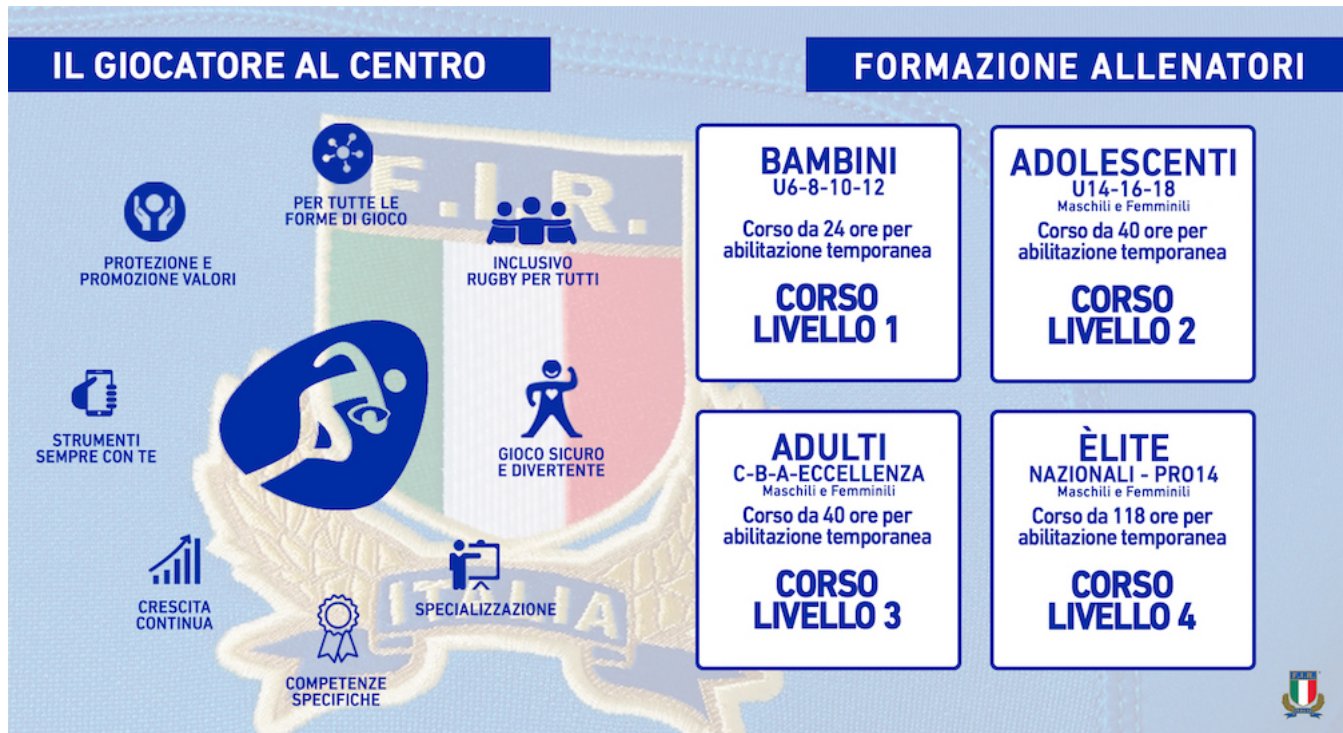 IL GIOCATORE AL CENTRO
FORMAZIONE ALLENATORI
F.I.R.
PER TUTTE LE
FORME DI GIOCO
PROTEZIONE E
PROMOZIONE VALORI
INCLUSIVO
RUGBY PER TUTTI
STRUMENTI
SEMPRE CON TE
GIOCO SICURO
E DIVERTENTE
CRESCITA
CONTINUA
SPECIALIZZAZIONE
COMPETENZE
SPECIFICHE
ITALIA
BAMBINI
U6-8-10-12
Corso da 24 ore per
abilitazione temporanea
CORSO
LIVELLO 1
ADOLESCENTI
U14-16-18
Maschili e Femminili
Corso da 40 ore per
abilitazione temporanea
CORSO
LIVELLO 2
ADULTI
C-B-A-ECCELLENZA
Maschili e Femminili
Corso da 40 ore per
abilitazione temporanea
CORSO
LIVELLO 3
ÈLITE
NAZIONALI - PRO14
Maschili e Femminili
Corso da 118 ore per
abilitazione temporanea
CORSO
LIVELLO 4
F.I.R.
ITALIA